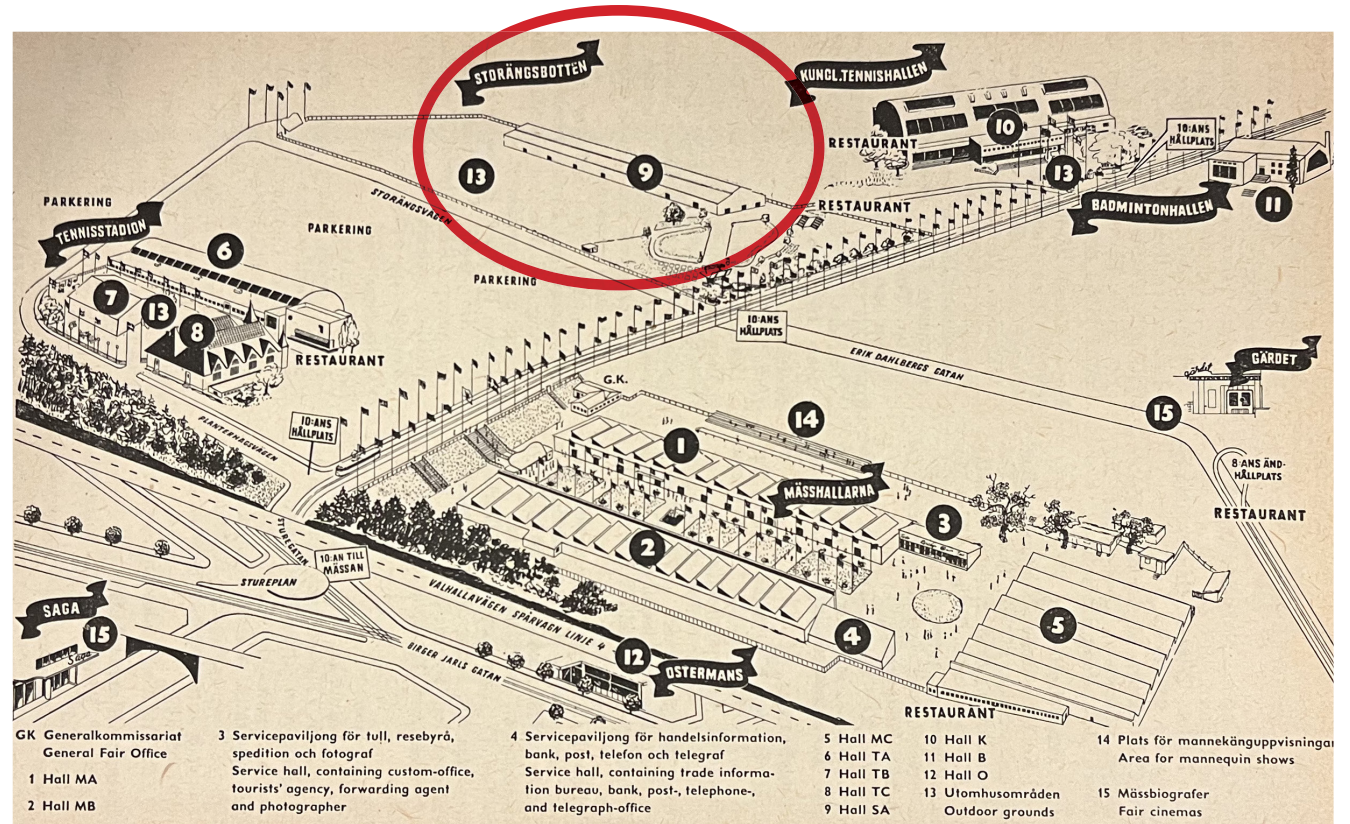 STORÄNGSBOTTEN
KUNGL. TENNISHALLEN
10
RESTAURANT
10:ANS
HÅLLPLATS
13
9
13
RESTAURANT
BADMINTONHALLEN
11
PARKERING
STORÄNGSVÄGEN
TENNISSTADION
PARKERING
6
PARKERING
7
13
8
10:ANS
HÅLLPLATS
RESTAURANT
ERIK DAHLBERGS GATAN
GÄRDET
gärdet
15
G.K.
14
10:ANS
HÅLLPLATS
1
PLANTERHAGSVÄGEN
8:ANS ÄND-
HÅLLPLATS
MÄSSHALLARNA
RESTAURANT
3
2
STUREGATAN
10:AN TILL
MÄSSAN
STUREPLAN
VALHALLAVÄGEN SPÅRVAGN LINJE 4
SAGA
15
Saga
5
4
BIRGER JARLS GATAN
12
OSTERMANS
RESTAURANT
GK Generalkommissariat
General Fair Office
1 Hall MA
2 Hall MB
3 Servicepaviljong för tull, resebyrå,
spedition och fotograf
Service hall, containing custom-office,
tourists' agency, forwarding agent
and photographer
4 Servicepaviljong för handelsinformation,
bank, post, telefon och telegraf
Service hall, containing trade informa-
tion bureau, bank, post-, telephone-,
and telegraph-office
5 Hall MC
6 Hall TA
7 Hall TB
8 Hall TC
9 Hall SA
10 Hall K
11 Hall B
12 Hall O
13 Utomhusområden
Outdoor grounds
14 Plats för mannekänguppvisningar
Area for mannequin shows
15 Mässbiografer
Fair cinemas